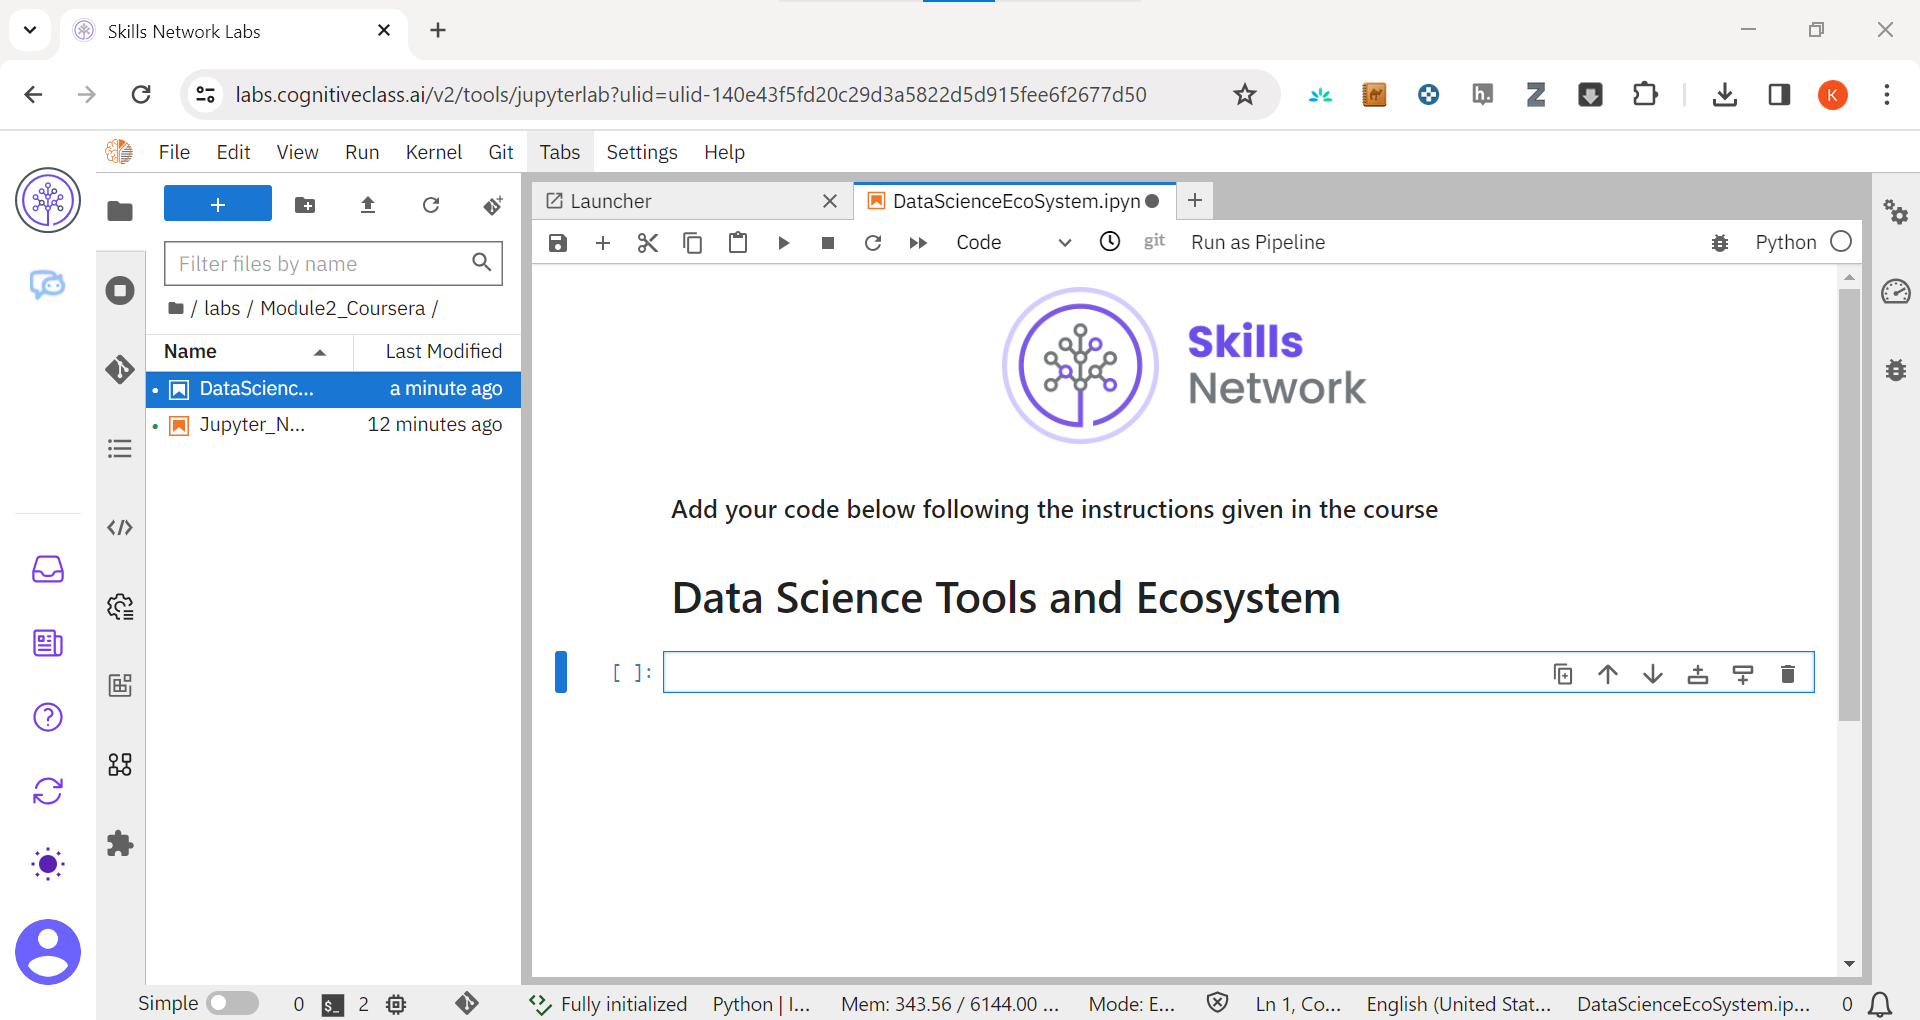 Skills Network Labs
labs.cognitiveclass.ai/v2/tools/jupyterlab?ulid=ulid-140e43f5fd20c29d3a5822d5d915fee6f2677d50
h.
Z
K
File Edit View Run Kernel Git Tabs Settings Help
Launcher
DataScienceEcoSystem.ipyn
Code
git
Run as Pipeline
Python
Filter files by name
/ labs / Module2_Coursera /
Name Last Modified
DataScienc... a minute ago
Jupyter_N... 12 minutes ago
Skills
Network
Add your code below following the instructions given in the course
Data Science Tools and Ecosystem
[ ]:
Simple 0 $_ 2 Fully initialized Python | I... Mem: 343.56 / 6144.00 ... Mode: E... Ln 1, Co... English (United Stat... DataScienceEcoSystem.ip... 0